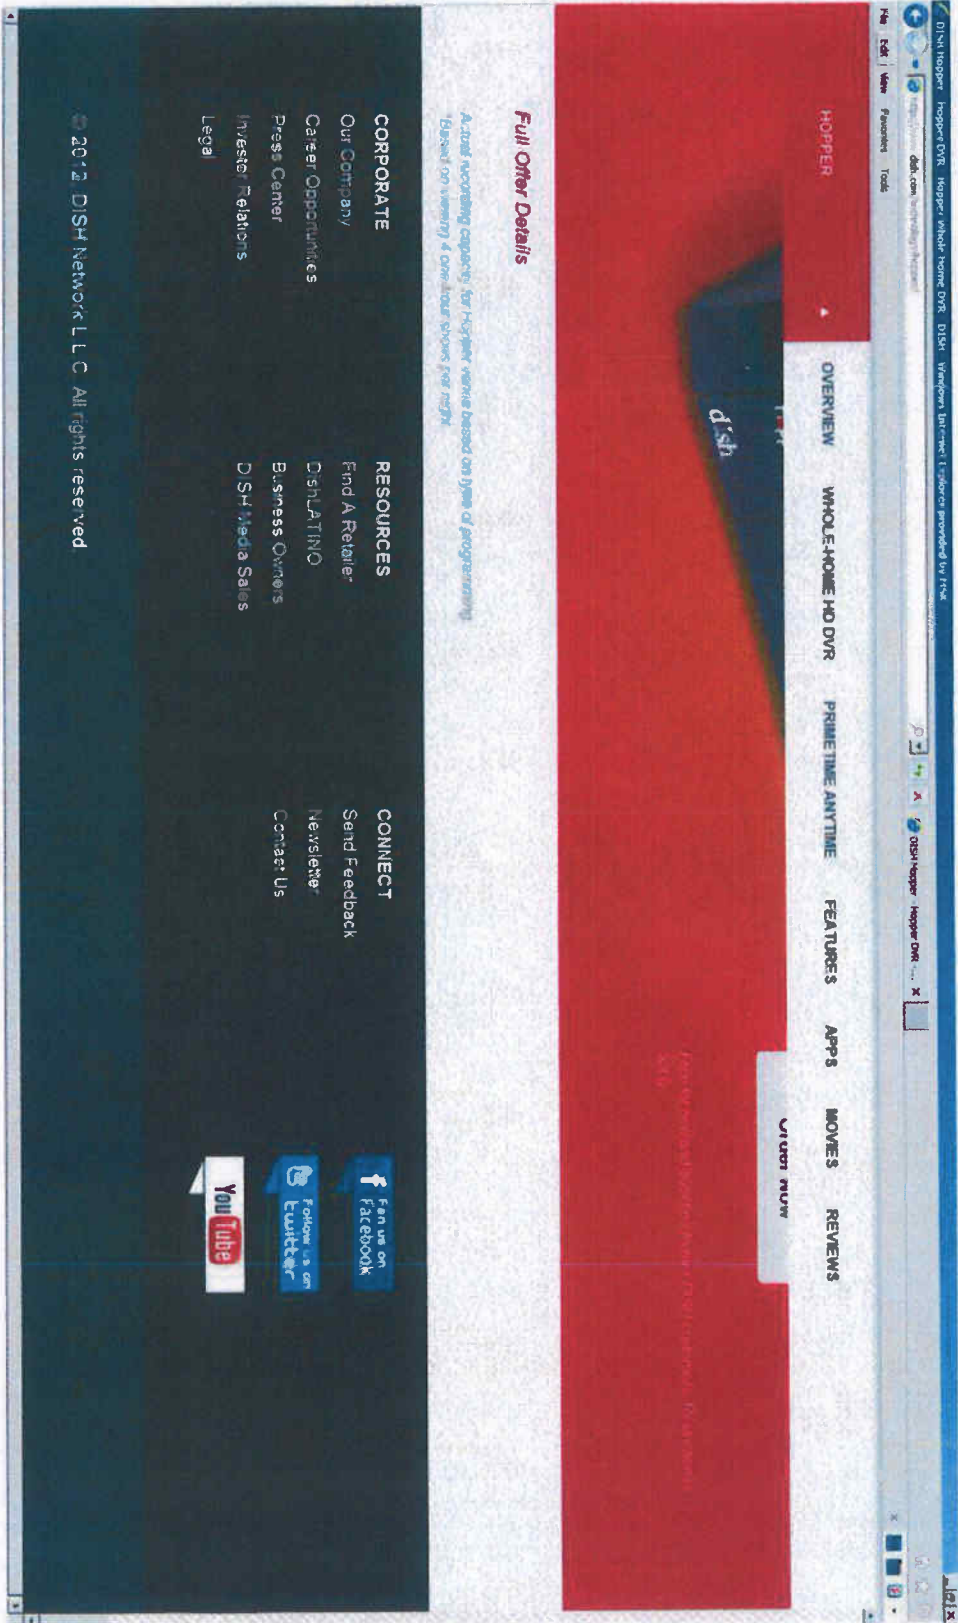 DISH Hopper Hopper DVR Hopper Whole Home DVR DISH Windows Internet Explorer provided by
dish.com
DISH Hopper - Hopper DVR -... x
File Edit View Favorites Tools
HOPPER
OVERVIEW WHOLE-HOME HD DVR PRIMETIME ANYTIME FEATURES APPS MOVIES REVIEWS
dish
Full Offer Details
Actual recording capacity for Hopper varies based on type of programming
*Based on viewing 4 one-hour shows per night
CORPORATE
Our Company
Career Opportunities
Press Center
Investor Relations
Legal
RESOURCES
Find A Retailer
DishLATINO
Business Owners
DISH Media Sales
CONNECT
Send Feedback
Newsletter
Contact Us
Fan us on
Facebook
Follow us on
twitter
YouTube
© 2012, DISH Network L.L.C. All rights reserved